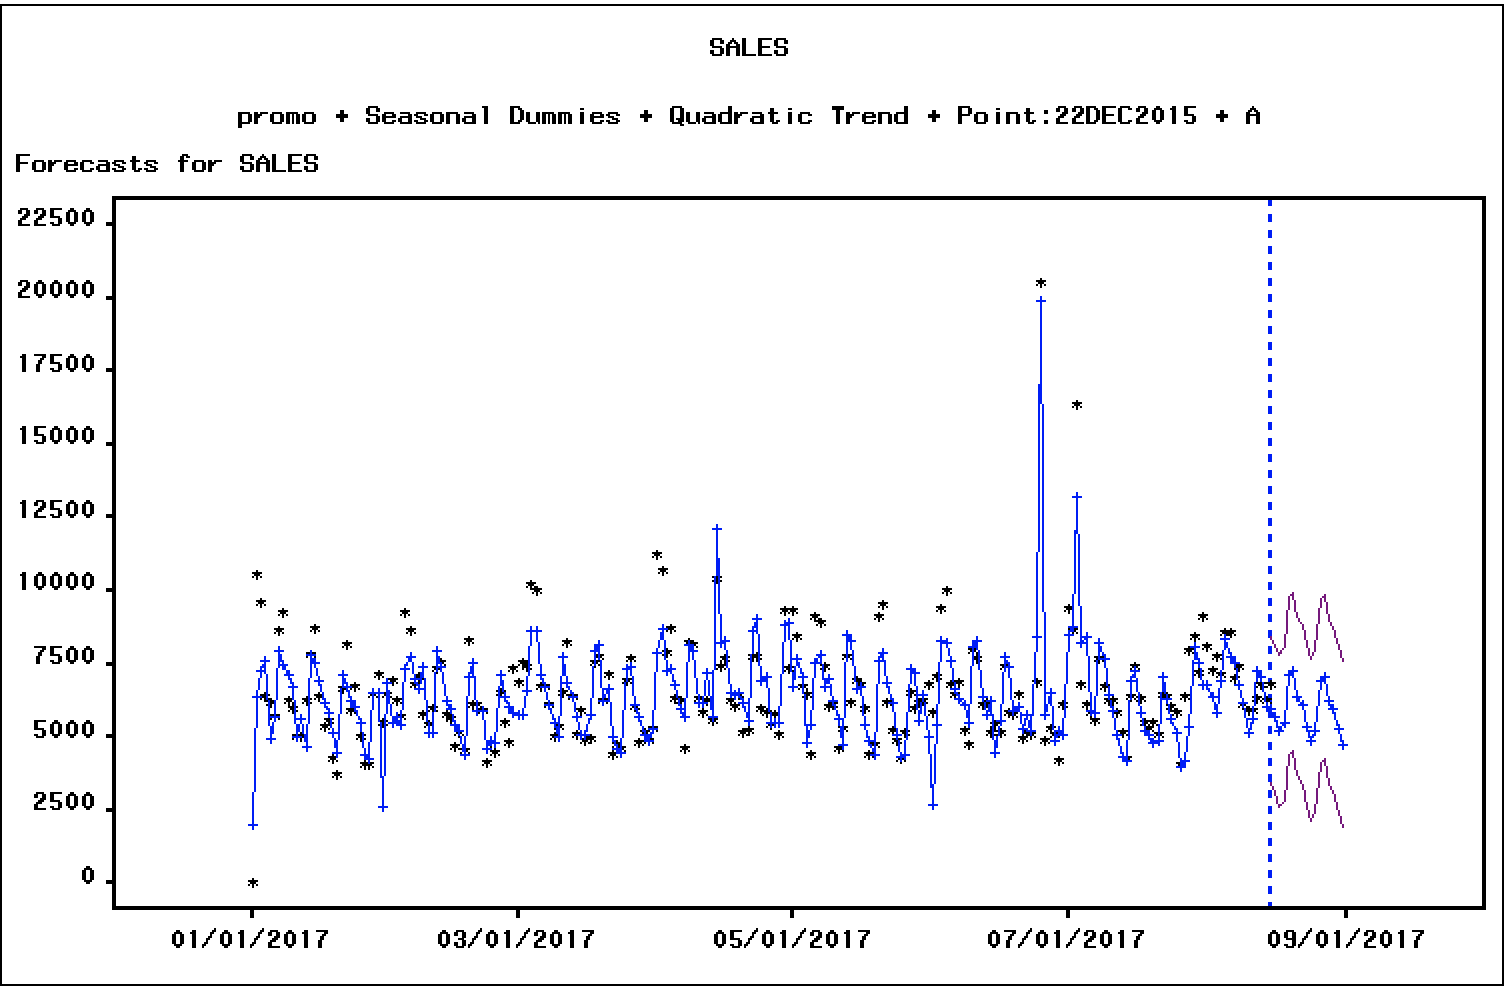 SALES
promo + Seasonal Dummies + Quadratic Trend + Point:22DEC2015 + A
Forecasts for SALES
22500
20000
17500
15000
12500
10000
7500
5000
2500
0
01/01/2017 03/01/2017 05/01/2017 07/01/2017 09/01/2017